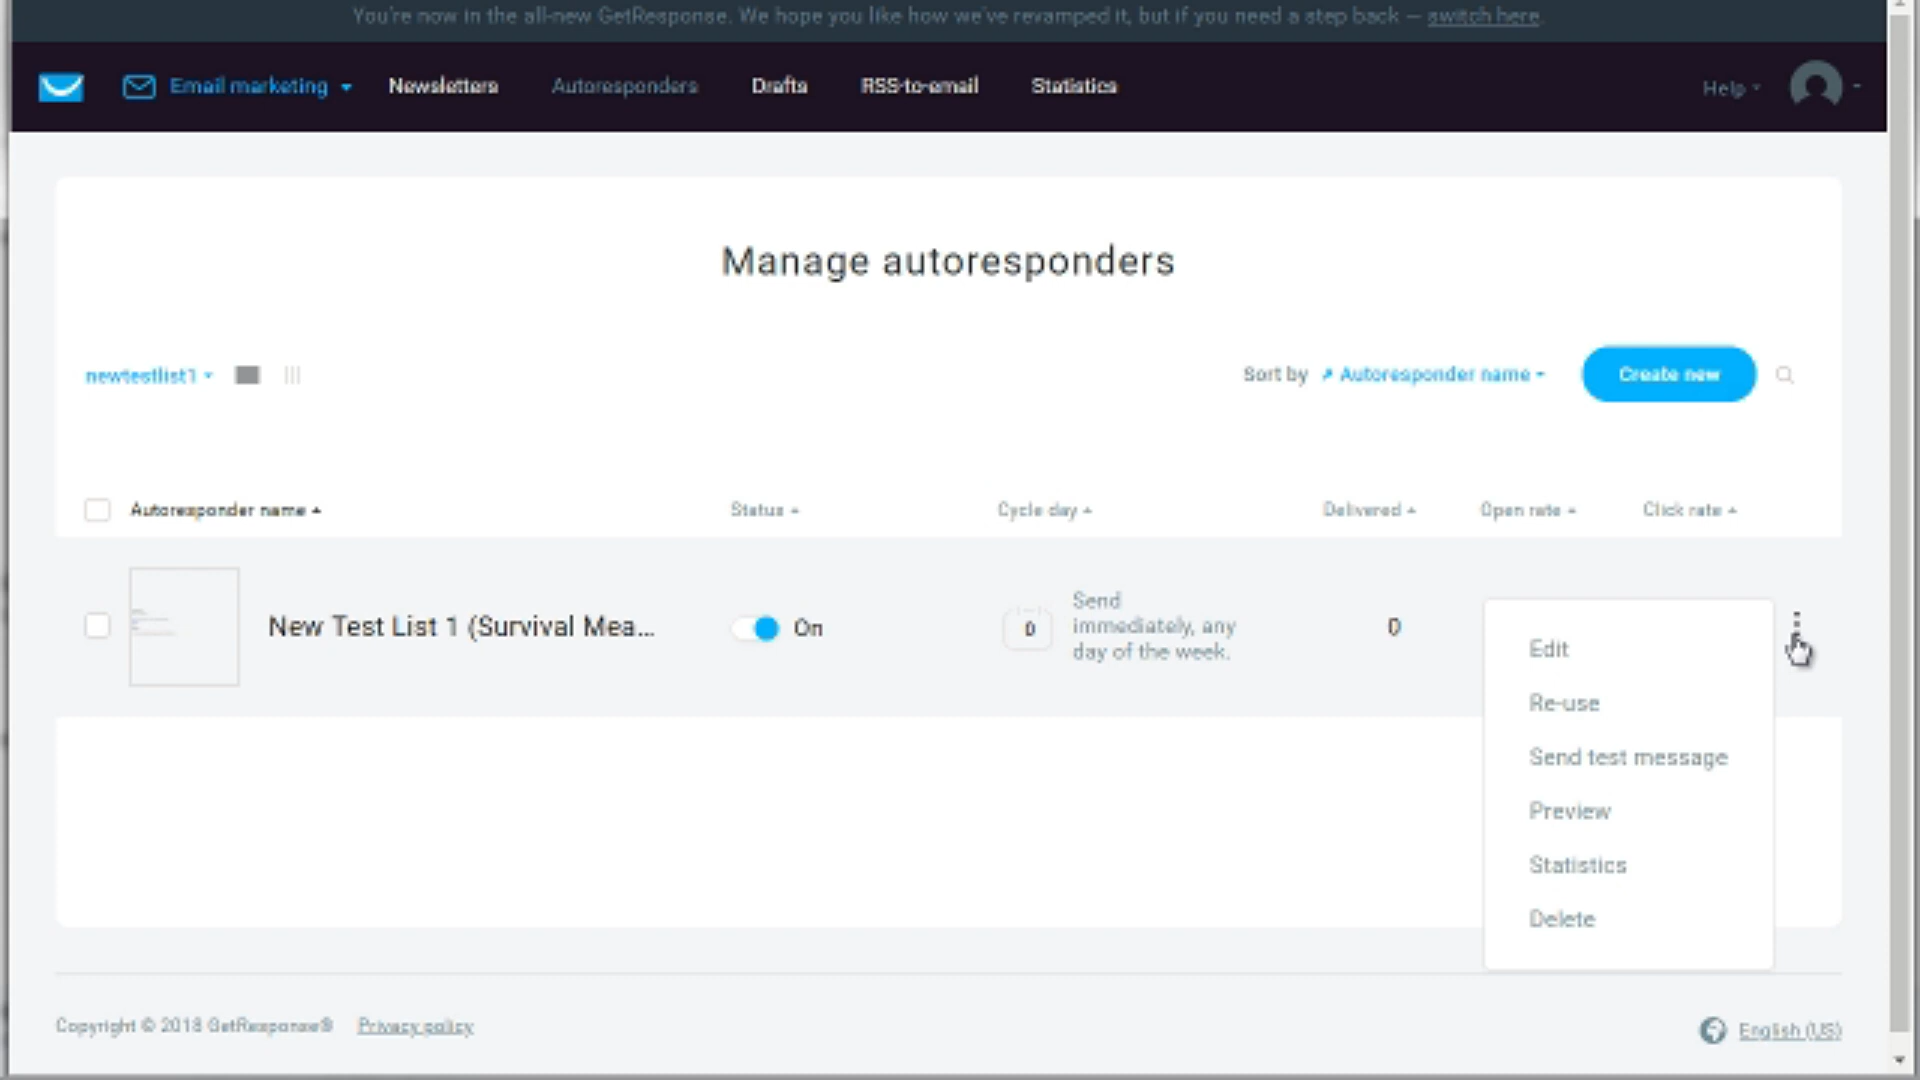 You're now in the all-new GetResponse. We hope you like how we've revamped it, but if you need a step back — switch here.
Email marketing Newsletters Autoresponders Drafts RSS-to-email Statistics Help
Manage autoresponders
newtestlist1 Sort by Autoresponder name Create new
Autoresponder name Status Cycle day Delivered Open rate Click rate
New Test List 1 (Survival Mea... On 0 Send immediately, any day of the week. 0
Edit
Re-use
Send test message
Preview
Statistics
Delete
Copyright © 2018 GetResponse® Privacy policy English (US)